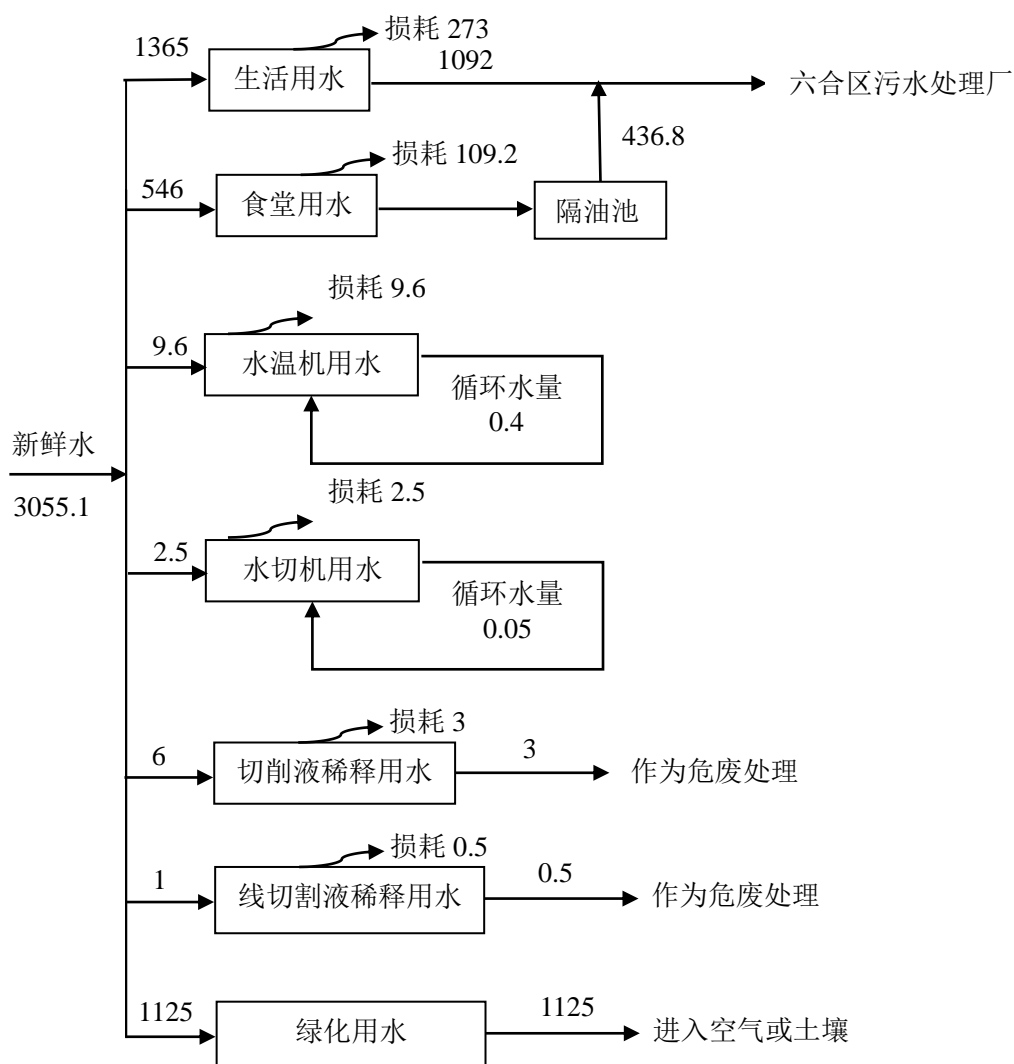 损耗 273
1365
生活用水
1092
六合区污水处理厂
436.8
损耗 109.2
546
食堂用水
隔油池
损耗 9.6
9.6
水温机用水
循环水量
0.4
新鲜水
3055.1
损耗 2.5
2.5
水切机用水
循环水量
0.05
损耗 3
6
切削液稀释用水
3
作为危废处理
损耗 0.5
1
线切割液稀释用水
0.5
作为危废处理
1125
绿化用水
1125
进入空气或土壤